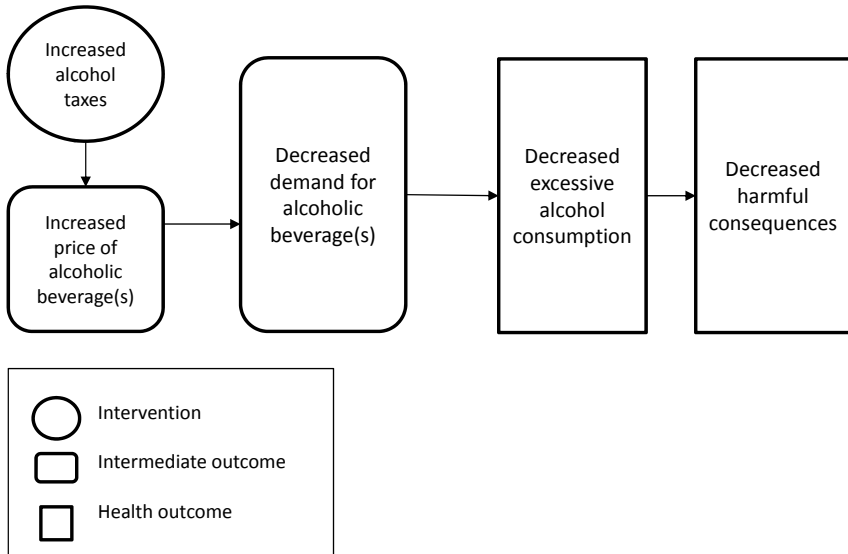 Increased
alcohol
taxes
Increased
price of
alcoholic
beverage(s)
Decreased
demand for
alcoholic
beverage(s)
Decreased
excessive
alcohol
consumption
Decreased
harmful
consequences
Intervention
Intermediate outcome
Health outcome